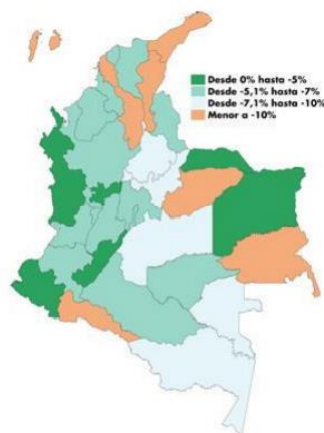 Desde 0% hasta -5%
Desde -5,1% hasta -7%
Desde -7,1% hasta -10%
Menor a -10%